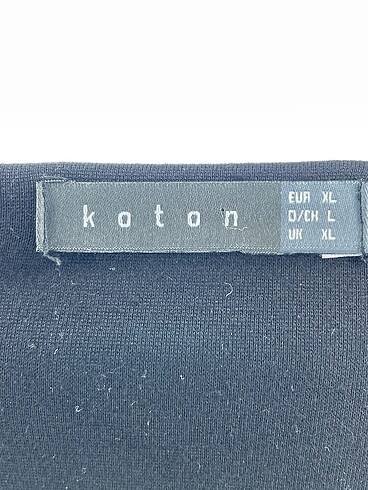 koton
EUR XL
D/CH L
UK XL